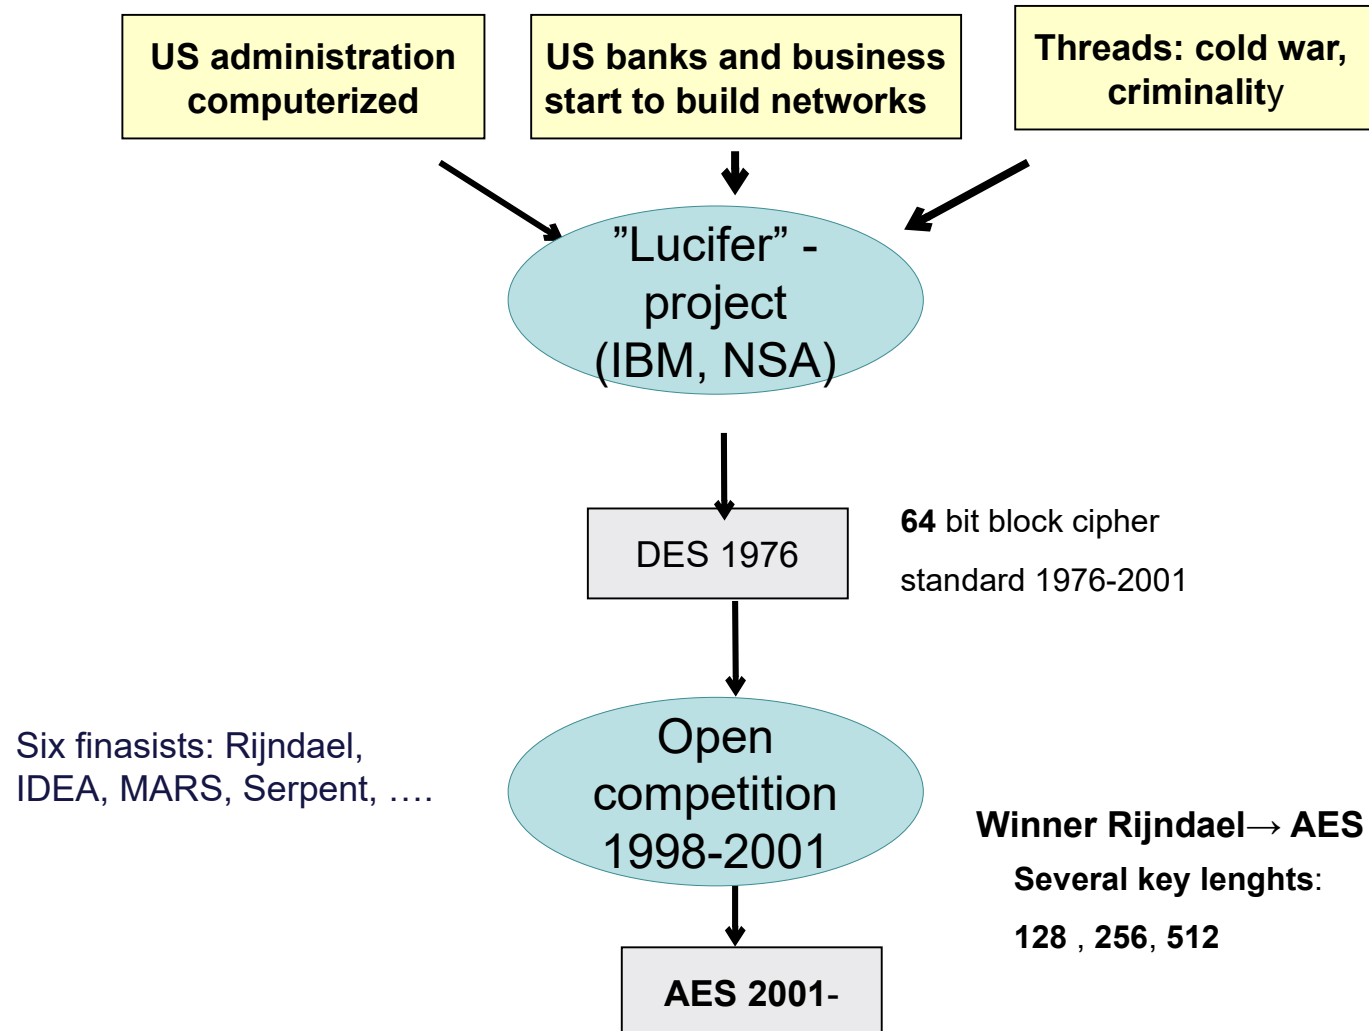 US administration
computerized
US banks and business
start to build networks
Threads: cold war,
criminality
”Lucifer” -
project
(IBM, NSA)
DES 1976
64 bit block cipher
standard 1976-2001
Six finasists: Rijndael,
IDEA, MARS, Serpent, ….
Open
competition
1998-2001
Winner Rijndael→ AES
Several key lenghts:
128 , 256, 512
AES 2001-